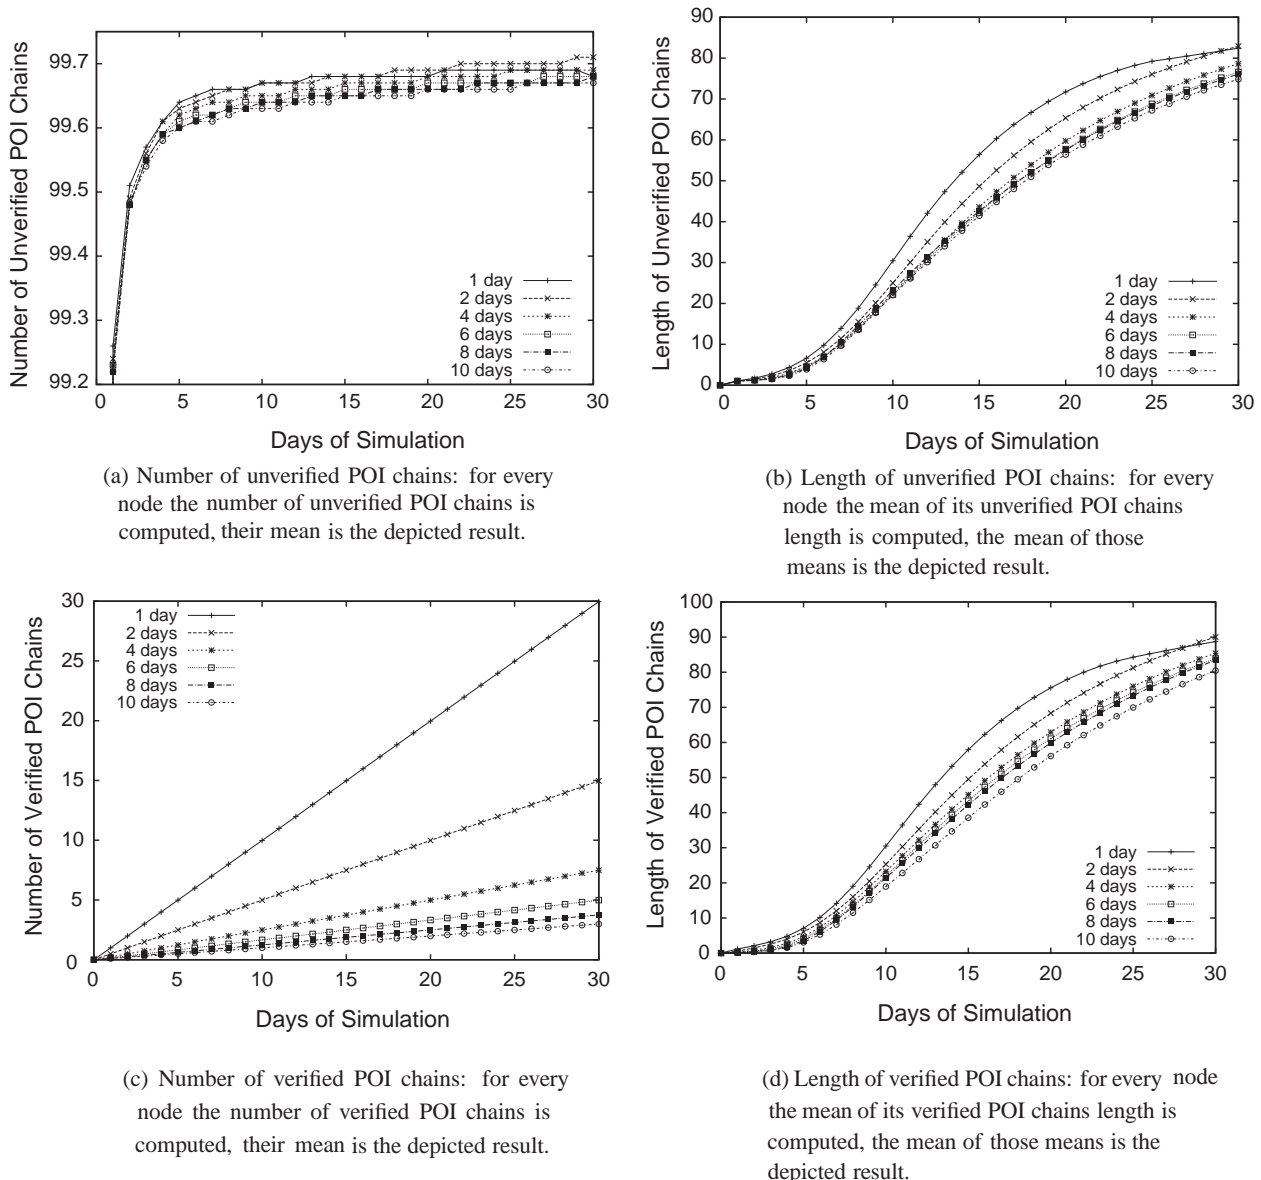 Number of Unverified POI Chains
99.7
99.6
99.5
99.4
99.3
99.2
0 5 10 15 20 25 30
Days of Simulation
1 day
2 days
4 days
6 days
8 days
10 days
(a) Number of unverified POI chains: for every
node the number of unverified POI chains is
computed, their mean is the depicted result.
Length of Unverified POI Chains
90
80
70
60
50
40
30
20
10
0
0 5 10 15 20 25 30
Days of Simulation
1 day
2 days
4 days
6 days
8 days
10 days
(b) Length of unverified POI chains: for every
node the mean of its unverified POI chains
length is computed, the mean of those
means is the depicted result.
Number of Verified POI Chains
30
25
20
15
10
5
0
0 5 10 15 20 25 30
Days of Simulation
1 day
2 days
4 days
6 days
8 days
10 days
(c) Number of verified POI chains: for every
node the number of verified POI chains is
computed, their mean is the depicted result.
Length of Verified POI Chains
100
90
80
70
60
50
40
30
20
10
0
0 5 10 15 20 25 30
Days of Simulation
1 day
2 days
4 days
6 days
8 days
10 days
(d) Length of verified POI chains: for every node
the mean of its verified POI chains length is
computed, the mean of those means is the
depicted result.